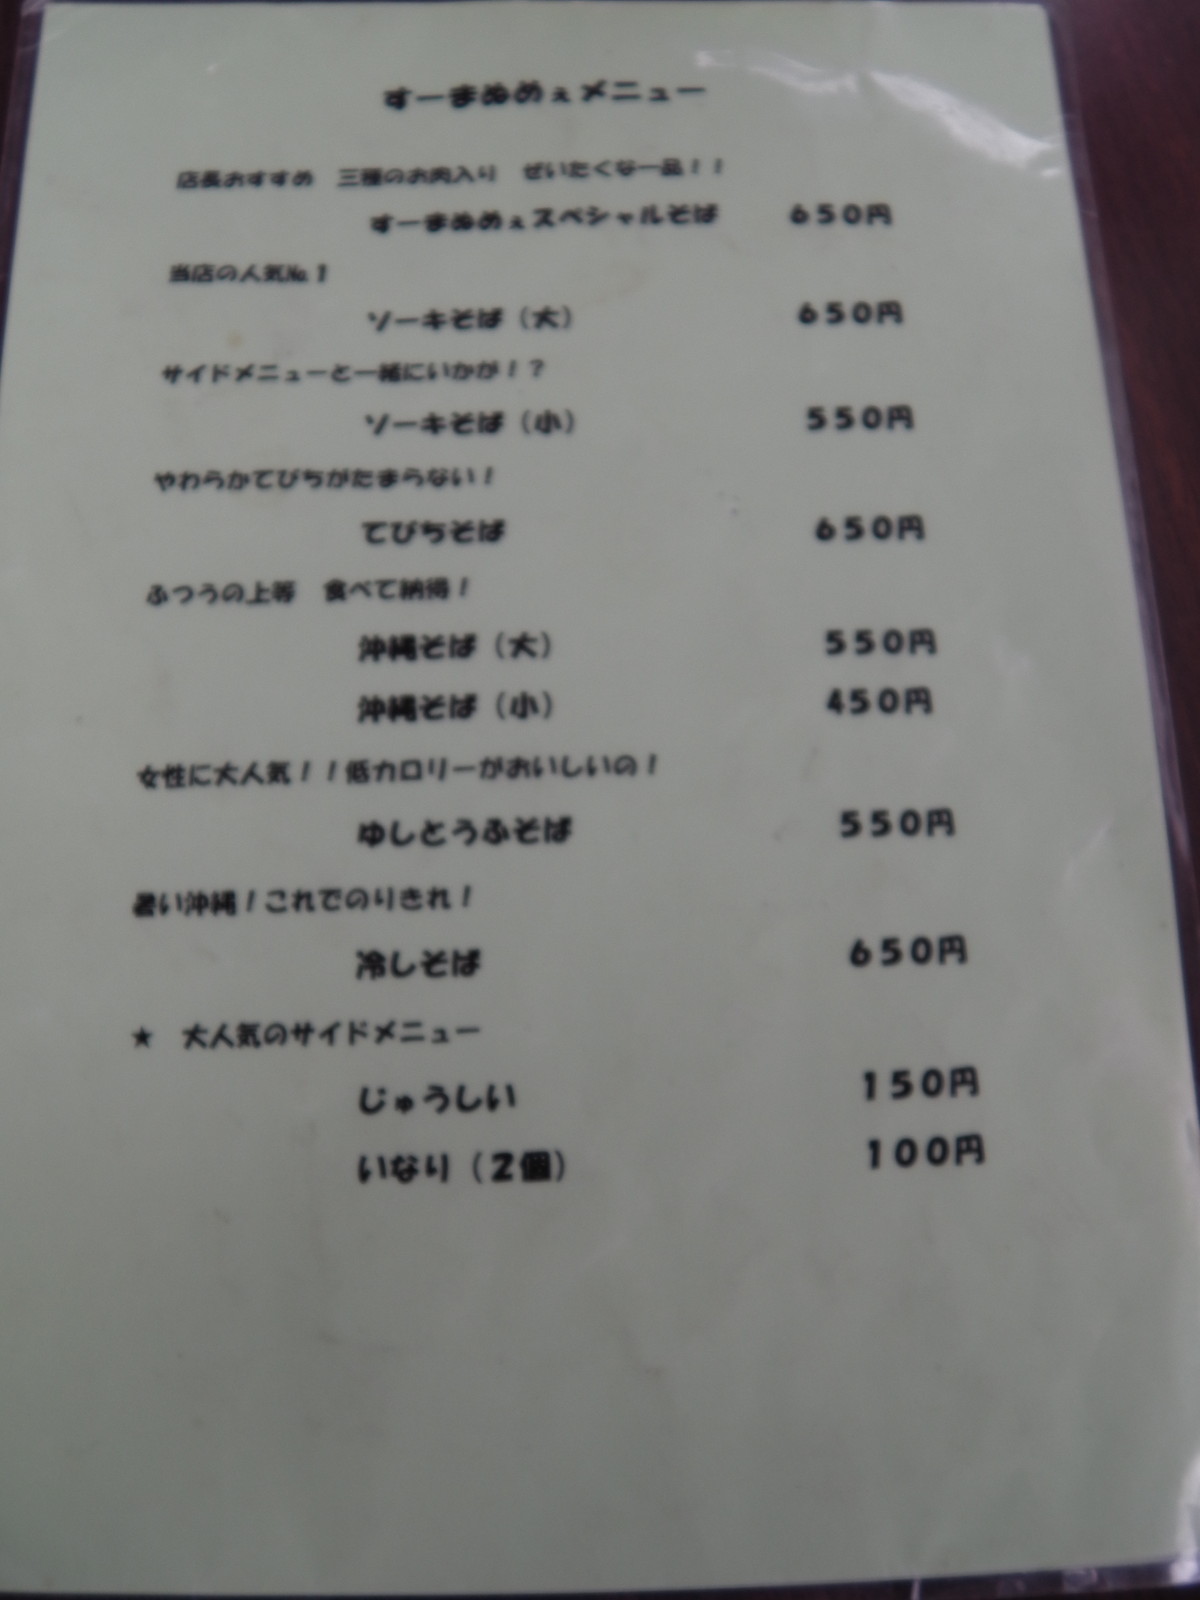 すーまぬめぇメニュー
店長おすすめ　三種のお肉入り　ぜいたくな一品！！
すーまぬめぇスペシャルそば　６５０円
当店の人気№１
ソーキそば（大）　６５０円
サイドメニューと一緒にいかが！？
ソーキそば（小）　５５０円
やわらかてびちがたまらない！
てびちそば　６５０円
ふつうの上等　食べて納得！
沖縄そば（大）　５５０円
沖縄そば（小）　４５０円
女性に大人気！！低カロリーがおいしいの！
ゆしとうふそば　５５０円
暑い沖縄！これでのりきれ！
冷しそば　６５０円
★　大人気のサイドメニュー
じゅうしい　１５０円
いなり（２個）　１００円